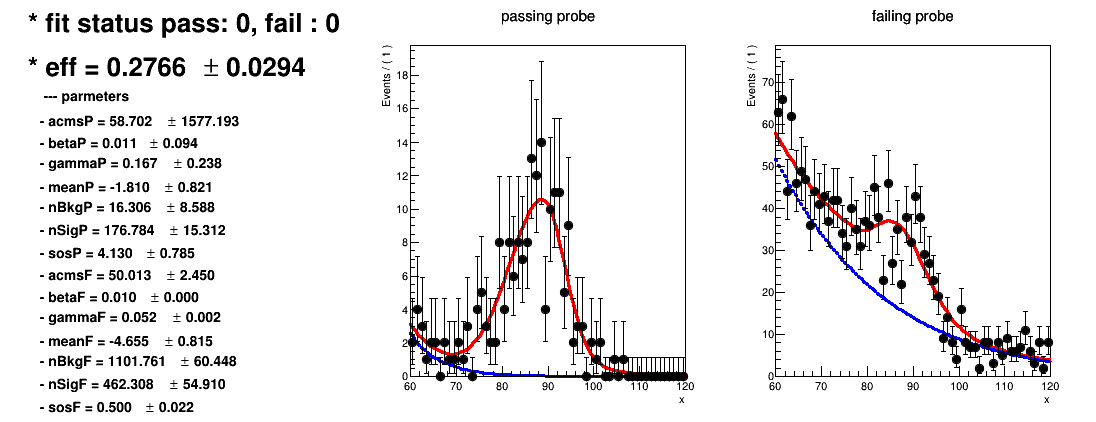 * fit status pass: 0, fail : 0
* eff = 0.2766 ± 0.0294
--- parmeters
- acmsP = 58.702 ± 1577.193
- betaP = 0.011 ± 0.094
- gammaP = 0.167 ± 0.238
- meanP = -1.810 ± 0.821
- nBkgP = 16.306 ± 8.588
- nSigP = 176.784 ± 15.312
- sosP = 4.130 ± 0.785
- acmsF = 50.013 ± 2.450
- betaF = 0.010 ± 0.000
- gammaF = 0.052 ± 0.002
- meanF = -4.655 ± 0.815
- nBkgF = 1101.761 ± 60.448
- nSigF = 462.308 ± 54.910
- sosF = 0.500 ± 0.022
passing probe
Events / ( 1 )
18
16
14
12
10
8
6
4
2
0
60 70 80 90 100 110 120
x
failing probe
Events / ( 1 )
70
60
50
40
30
20
10
0
60 70 80 90 100 110 120
x